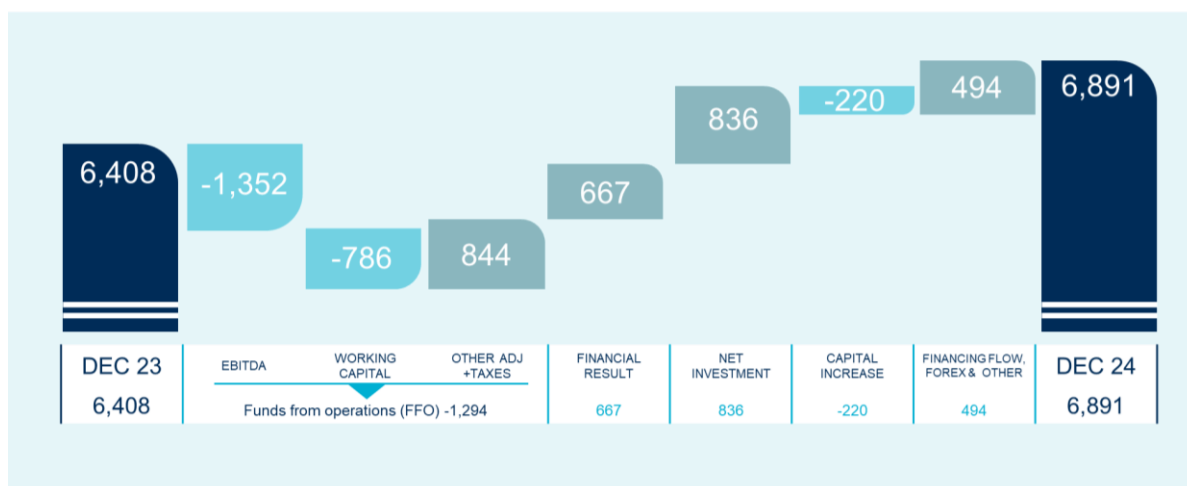 6,408
-1,352
-786
844
667
836
-220
494
6,891
DEC 23
6,408
EBITDA
WORKING
CAPITAL
OTHER ADJ
+TAXES
Funds from operations (FFO) -1,294
FINANCIAL
RESULT
667
NET
INVESTMENT
836
CAPITAL
INCREASE
-220
FINANCING FLOW,
FOREX & OTHER
494
DEC 24
6,891